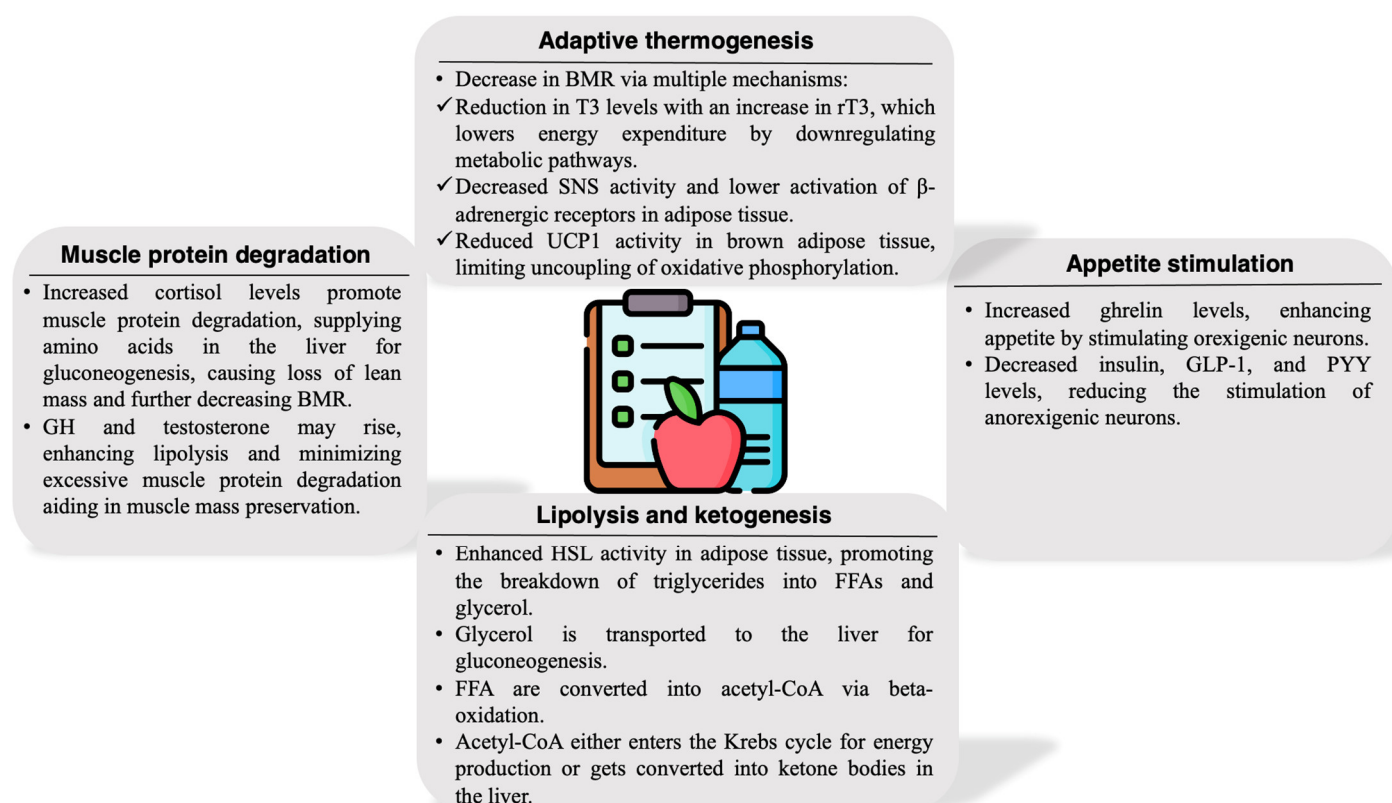 Adaptive thermogenesis
• Decrease in BMR via multiple mechanisms:
✓ Reduction in T3 levels with an increase in rT3, which
lowers energy expenditure by downregulating
metabolic pathways.
✓ Decreased SNS activity and lower activation of β-
adrenergic receptors in adipose tissue.
✓ Reduced UCP1 activity in brown adipose tissue,
limiting uncoupling of oxidative phosphorylation.
Muscle protein degradation
• Increased cortisol levels promote
muscle protein degradation, supplying
amino acids in the liver for
gluconeogenesis, causing loss of lean
mass and further decreasing BMR.
• GH and testosterone may rise,
enhancing lipolysis and minimizing
excessive muscle protein degradation
aiding in muscle mass preservation.
Appetite stimulation
• Increased ghrelin levels, enhancing
appetite by stimulating orexigenic neurons.
• Decreased insulin, GLP-1, and PYY
levels, reducing the stimulation of
anorexigenic neurons.
Lipolysis and ketogenesis
• Enhanced HSL activity in adipose tissue, promoting
the breakdown of triglycerides into FFAs and
glycerol.
• Glycerol is transported to the liver for
gluconeogenesis.
• FFA are converted into acetyl-CoA via beta-
oxidation.
• Acetyl-CoA either enters the Krebs cycle for energy
production or gets converted into ketone bodies in
the liver.